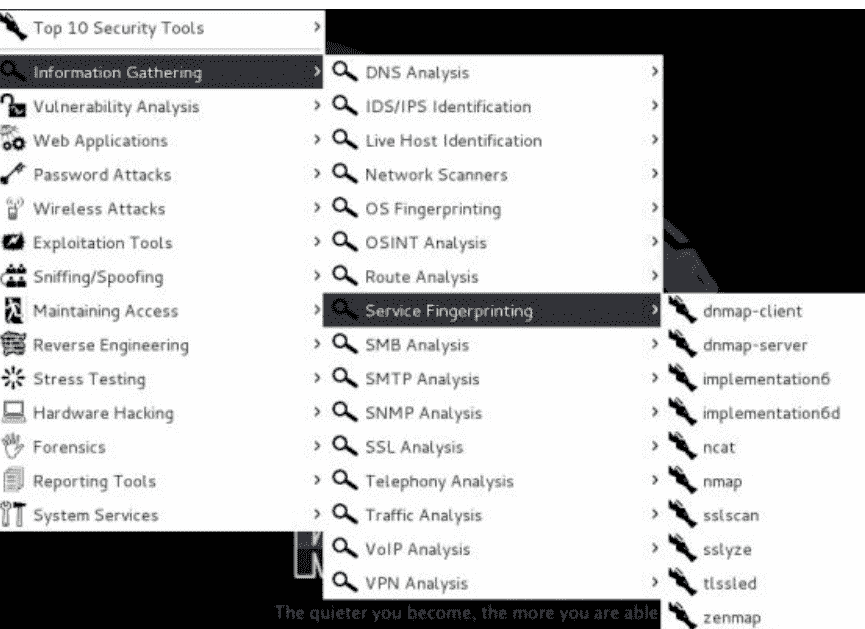 Top 10 Security Tools
Information Gathering
Vulnerability Analysis
Web Applications
Password Attacks
Wireless Attacks
Exploitation Tools
Sniffing/Spoofing
Maintaining Access
Reverse Engineering
Stress Testing
Hardware Hacking
Forensics
Reporting Tools
System Services
DNS Analysis
IDS/IPS Identification
Live Host Identification
Network Scanners
OS Fingerprinting
OSINT Analysis
Route Analysis
Service Fingerprinting
SMB Analysis
SMTP Analysis
SNMP Analysis
SSL Analysis
Telephony Analysis
Traffic Analysis
VoIP Analysis
VPN Analysis
dnmap-client
dnmap-server
implementation6
implementation6d
ncat
nmap
sslscan
sslyze
tlssled
zenmap
The quieter you become, the more you are able